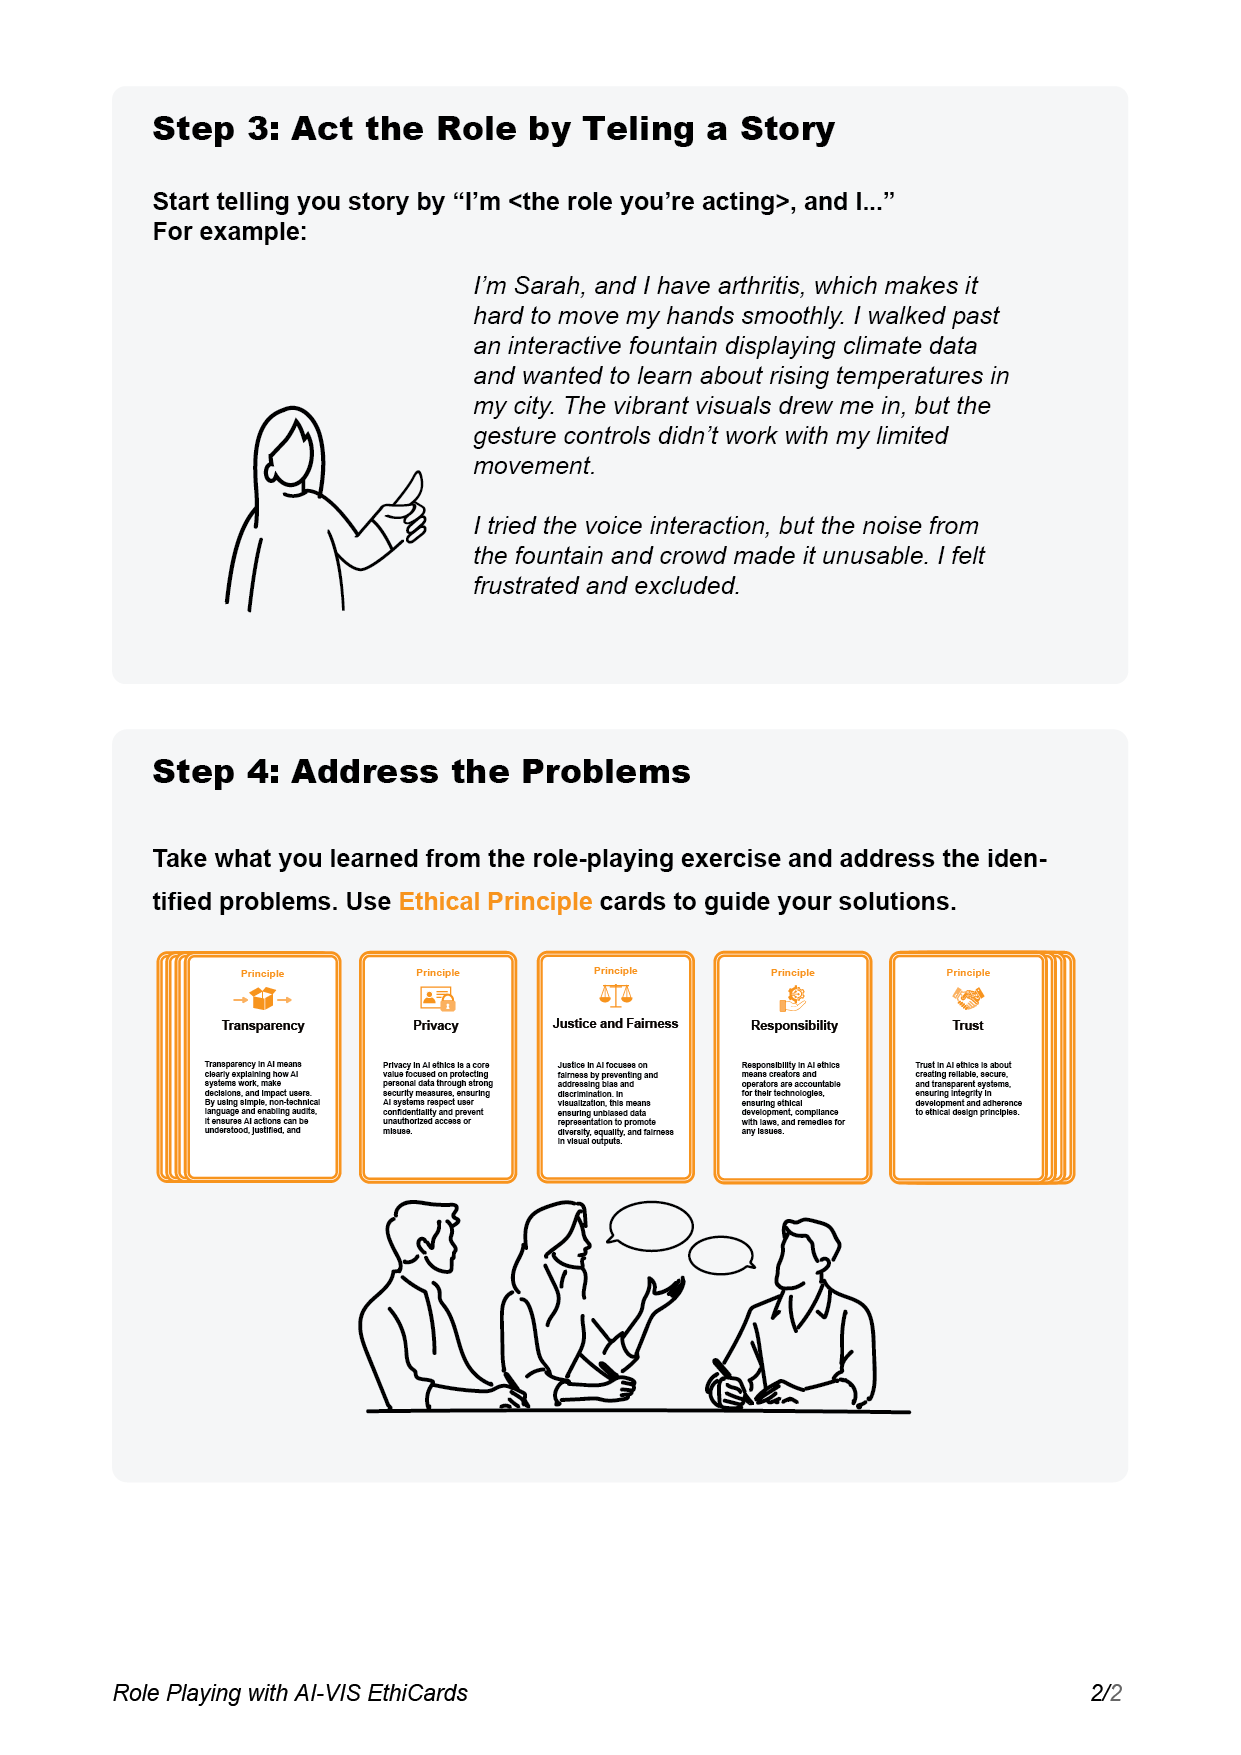 Step 3: Act the Role by Teling a Story
Start telling you story by “I’m <the role you’re acting>, and I...”
For example:
I’m Sarah, and I have arthritis, which makes it
hard to move my hands smoothly. I walked past
an interactive fountain displaying climate data
and wanted to learn about rising temperatures in
my city. The vibrant visuals drew me in, but the
gesture controls didn’t work with my limited
movement.
I tried the voice interaction, but the noise from
the fountain and crowd made it unusable. I felt
frustrated and excluded.
Step 4: Address the Problems
Take what you learned from the role-playing exercise and address the iden-
tified problems. Use Ethical Principle cards to guide your solutions.
Principle
Transparency
Transparency in AI means
clearly explaining how AI
systems work, make
decisions, and impact users.
By using simple, non-technical
language and enabling audits,
it ensures AI actions can be
understood, justified, and
Principle
Privacy
Privacy in AI ethics is a core
value focused on protecting
personal data through strong
security measures, ensuring
AI systems respect user
confidentiality and prevent
unauthorized access or
misuse.
Principle
Justice and Fairness
Justice in AI focuses on
fairness by preventing and
addressing bias and
discrimination. In
visualization, this means
ensuring unbiased data
representation to promote
diversity, equality, and fairness
in visual outputs.
Principle
Responsibility
Responsibility in AI ethics
means creators and
operators are accountable
for their technologies,
ensuring ethical
development, compliance
with laws, and remedies for
any issues.
Principle
Trust
Trust in AI ethics is about
creating reliable, secure,
and transparent systems,
ensuring integrity in
development and adherence
to ethical design principles.
Role Playing with AI-VIS EthiCards
2/2